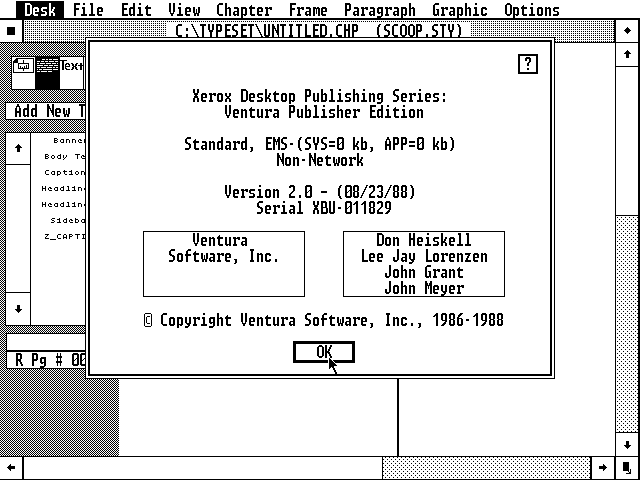 Desk File Edit View Chapter Frame Paragraph Graphic Options
C:\TYPESET\UNTITLED.CHP (SCOOP.STY)
?
Text
Add New T
Xerox Desktop Publishing Series:
Ventura Publisher Edition
Standard, EMS-(SYS=0 kb, APP=0 kb)
Non-Network
Version 2.0 - (08/23/88)
Serial XBU-011829
Ventura
Software, Inc.
Don Heiskell
Lee Jay Lorenzen
John Grant
John Meyer
© Copyright Ventura Software, Inc., 1986-1988
OK
Banne
Body Te
Caption
Headlin
Headlin
Sideba
Z_CAPTI
R Pg # 00